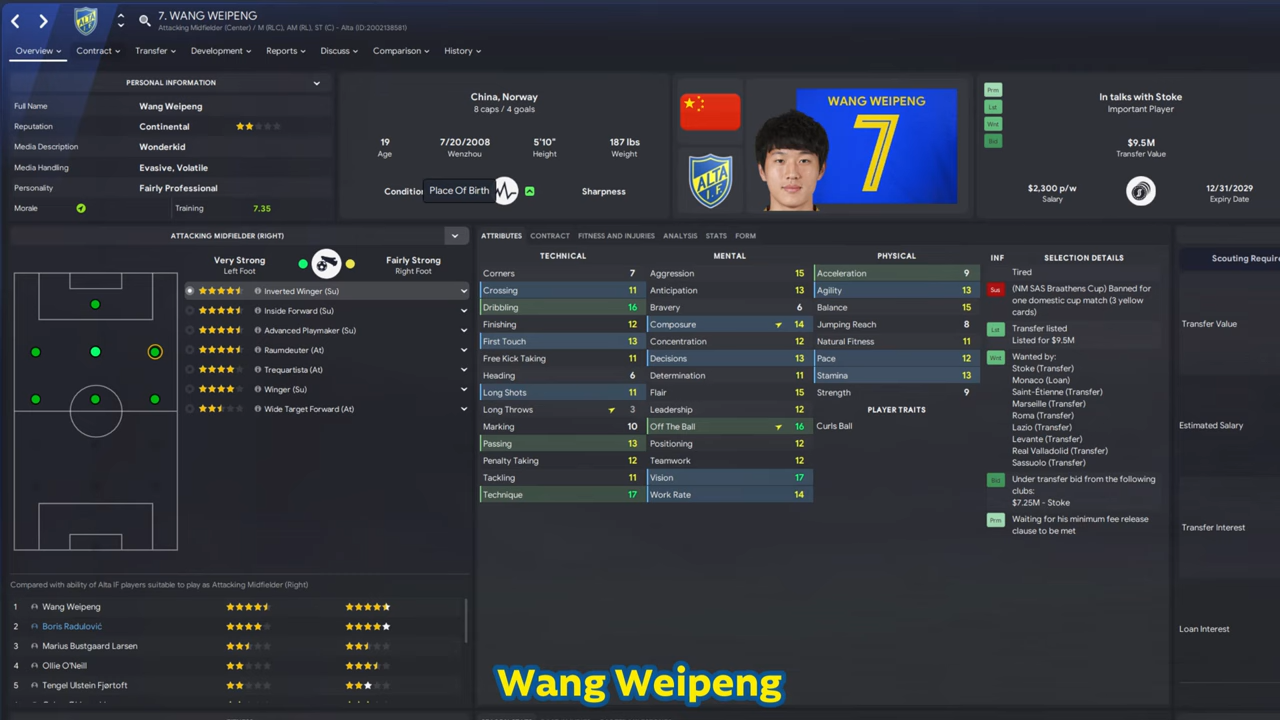 7. WANG WEIPENG
Attacking Midfielder (Center) / M (RLC), AM (RL), ST (C) - Alta (ID:2002138581)
Overview Contract Transfer Development Reports Discuss Comparison History
PERSONAL INFORMATION
Full Name Wang Weipeng
Reputation Continental
Media Description Wonderkid
Media Handling Evasive, Volatile
Personality Fairly Professional
Morale Training 7.35
China, Norway
8 caps / 4 goals
19 7/20/2008 5'10" 187 lbs
Age Wenzhou Height Weight
Place Of Birth Sharpness
ALTA I.F.
WANG WEIPENG
7
Prm
Lst
Wnt
Bid
In talks with Stoke
Important Player
$9.5M
Transfer Value
$2,300 p/w 12/31/2029
Salary Expiry Date
ATTACKING MIDFIELDER (RIGHT)
Very Strong Fairly Strong
Left Foot Right Foot
Inverted Winger (Su)
Inside Forward (Su)
Advanced Playmaker (Su)
Raumdeuter (At)
Trequartista (At)
Winger (Su)
Wide Target Forward (At)
Compared with ability of Alta IF players suitable to play as Attacking Midfielder (Right)
1 Wang Weipeng
2 Boris Radulović
3 Marius Bustgaard Larsen
4 Ollie O'Neill
5 Tengel Ulstein Fjørtoft
ATTRIBUTES CONTRACT FITNESS AND INJURIES ANALYSIS STATS FORM
TECHNICAL
Corners 7
Crossing 11
Dribbling 16
Finishing 12
First Touch 13
Free Kick Taking 11
Heading 6
Long Shots 11
Long Throws 3
Marking 10
Passing 13
Penalty Taking 12
Tackling 11
Technique 17
MENTAL
Aggression 15
Anticipation 13
Bravery 6
Composure 14
Concentration 12
Decisions 13
Determination 11
Flair 15
Leadership 12
Off The Ball 16
Positioning 12
Teamwork 12
Vision 17
Work Rate 14
PHYSICAL
Acceleration 9
Agility 13
Balance 15
Jumping Reach 8
Natural Fitness 11
Pace 12
Stamina 13
Strength 9
PLAYER TRAITS
Curls Ball
INF SELECTION DETAILS
Tired
Sus (NM SAS Braathens Cup) Banned for
one domestic cup match (3 yellow
cards)
Lst Transfer listed
Listed for $9.5M
Wnt Wanted by:
Stoke (Transfer)
Monaco (Loan)
Saint-Étienne (Transfer)
Marseille (Transfer)
Roma (Transfer)
Lazio (Transfer)
Levante (Transfer)
Real Valladolid (Transfer)
Sassuolo (Transfer)
Bid Under transfer bid from the following
clubs:
$7.25M - Stoke
Prm Waiting for his minimum fee release
clause to be met
Transfer Value
Estimated Salary
Transfer Interest
Loan Interest
Wang Weipeng